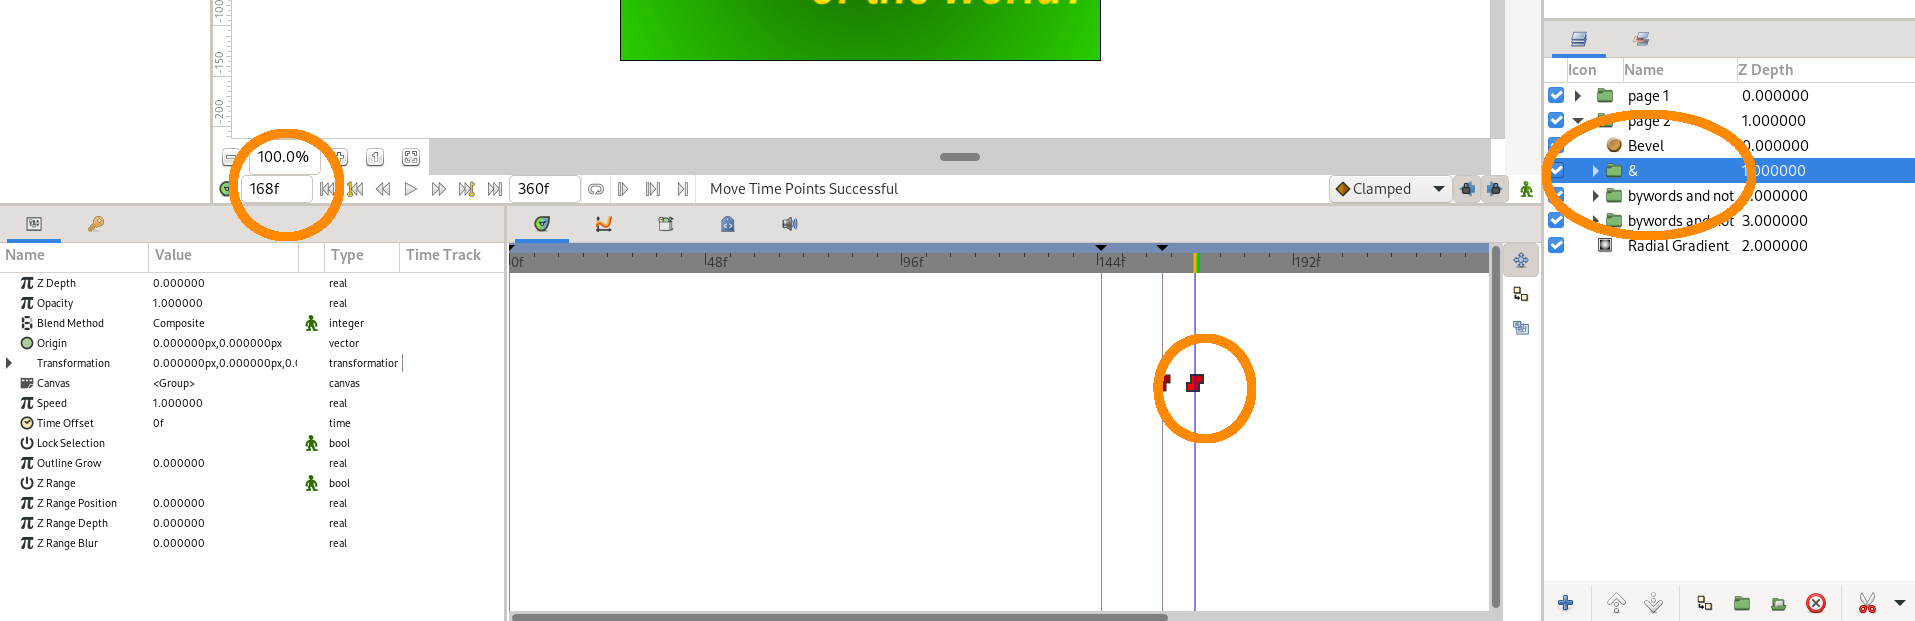 of the World?
-100
-150
-200
100.0%
168f
360f
Move Time Points Successful
Clamped
Icon Name Z Depth
page 1 0.000000
page 2 1.000000
Bevel 0.000000
& 1.000000
bywords and not 2.000000
bywords and not 3.000000
Radial Gradient 2.000000
Name Value Type Time Track
Z Depth 0.000000 real
Opacity 1.000000 real
Blend Method Composite integer
Origin 0.000000px,0.000000px vector
Transformation 0.000000px,0.000000px,0.( transformation
Canvas <Group> canvas
Speed 1.000000 real
Time Offset 0f time
Lock Selection bool
Outline Grow 0.000000 real
Z Range bool
Z Range Position 0.000000 real
Z Range Depth 0.000000 real
Z Range Blur 0.000000 real
0f 48f 96f 144f 192f